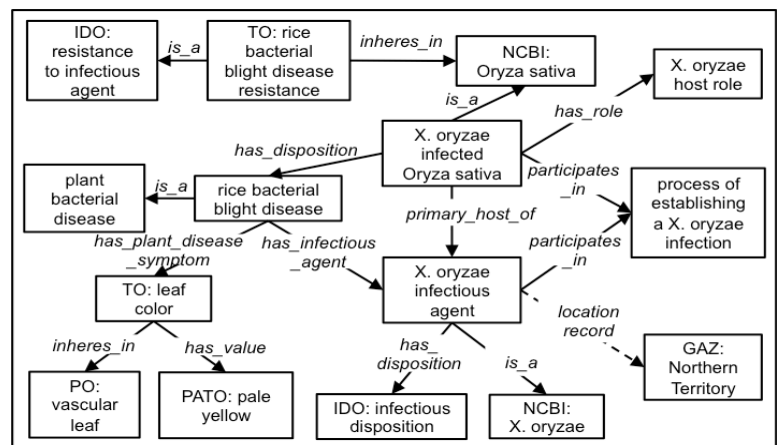 IDO:
resistance
to infectious
agent
is_a
TO: rice
bacterial
blight disease
resistance
inheres_in
NCBI:
Oryza sativa
X. oryzae
host role
is_a
has_role
has_disposition
X. oryzae
infected
Oryza sativa
participates
_in
plant
bacterial
disease
is_a
rice bacterial
blight disease
primary_host_of
process of
establishing
a X. oryzae
infection
has_plant_disease
_symptom
has_infectious
_agent
participates
_in
TO: leaf
color
X. oryzae
infectious
agent
location
record
inheres_in
has_value
has_
disposition
is_a
GAZ:
Northern
Territory
PO:
vascular
leaf
PATO: pale
yellow
IDO: infectious
disposition
NCBI:
X. oryzae